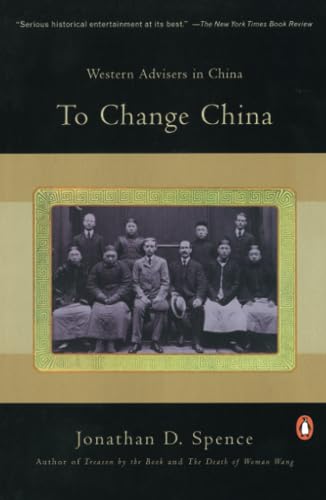 "Serious historical entertainment at its best." —The New York Times Book Review
Western Advisers in China
To Change China
Jonathan D. Spence
Author of Treason by the Book and The Death of Woman Wang